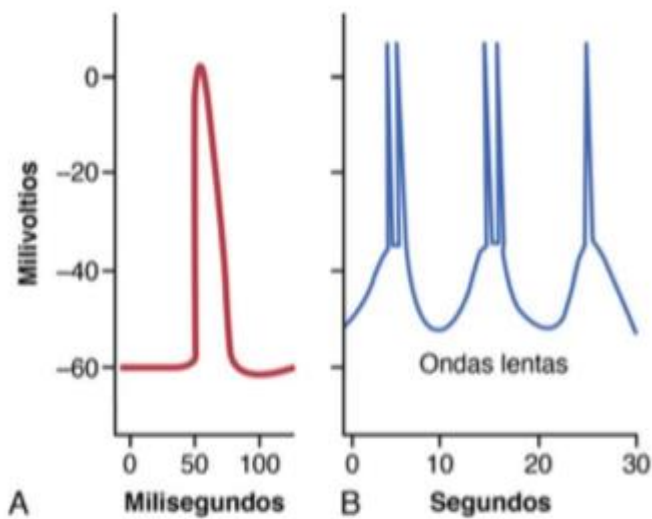 Milivoltios
0
–20
–40
–60
0 50 100
Milisegundos
A
Ondas lentas
0 10 20 30
Segundos
B